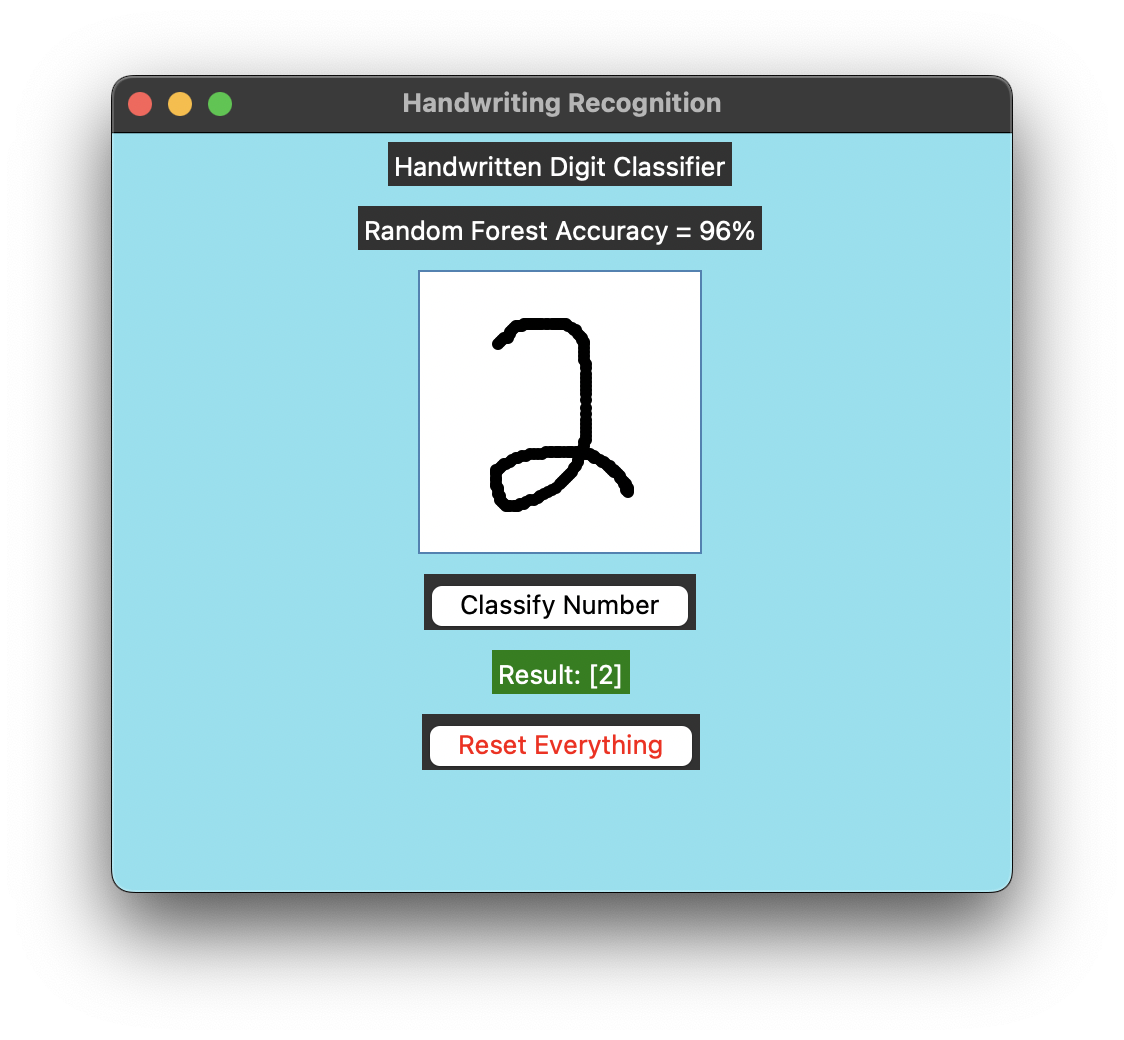 Handwriting Recognition
Handwritten Digit Classifier
Random Forest Accuracy = 96%
2
Classify Number
Result: [2]
Reset Everything